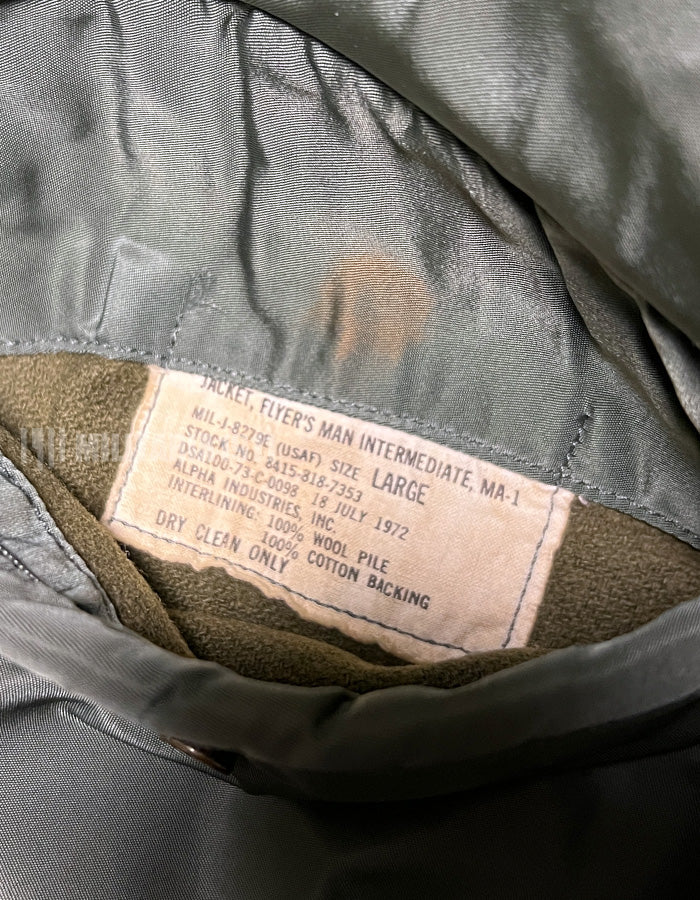 JACKET, FLYER'S MAN INTERMEDIATE, MA-1
MIL-J-8279E (USAF) SIZE LARGE
STOCK NO. 8415-818-7353
DSA100-73-C-0098 18 JULY 1972
ALPHA INDUSTRIES, INC.
INTERLINING: 100% WOOL PILE
100% COTTON BACKING
DRY CLEAN ONLY